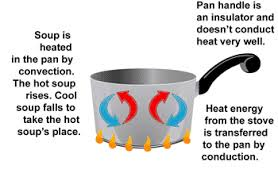 Pan handle is
an insulator and
doesn't conduct
heat very well.
Soup is
heated
in the pan by
convection.
The hot soup
rises. Cool
soup falls to
take the hot
soup's place.
Heat energy
from the stove
is transferred
to the pan by
conduction.